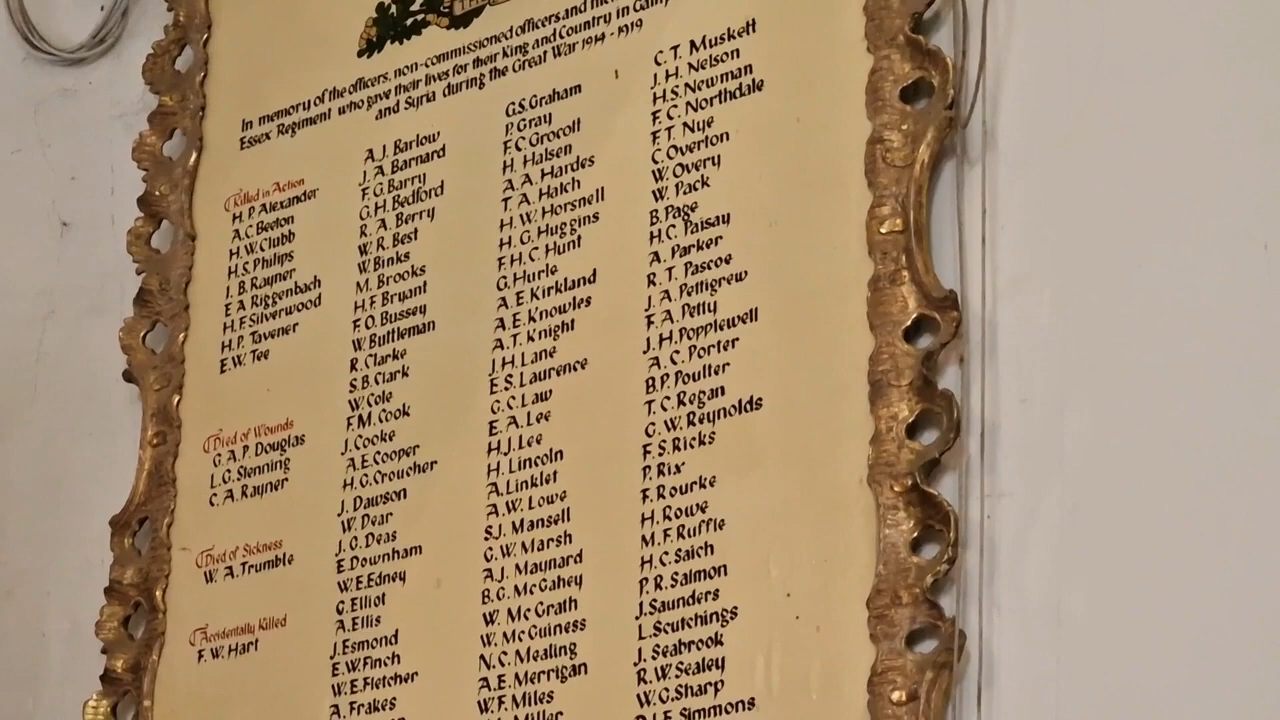 In memory of the officers, non-commissioned officers and
Essex Regiment who gave their lives for their King and Country in
and Syria during the Great War 1914-1919
Killed in Action
H. P. Alexander
A.C. Beeton
H.W. Clubb
H.S. Philips
J. B. Rayner
E A Riggenbach
H.F. Silverwood
H.P. Tavener
E.W. Tee
Died of Wounds
G. A.P. Douglas
L.G. Stenning
C. A. Rayner
Died of Sickness
W. A. Trumble
Accidentally Killed
F. W. Hart
A.J. Barlow
J. A. Barnard
F. G. Barry
G.H. Bedford
R. A. Berry
W. R. Best
W. Binks
M. Brooks
H.F. Bryant
F. O. Bussey
W. Buttleman
R. Clarke
S.B. Clark
W. Cole
F.M. Cook
J. Cooke
A.E. Cooper
H.G. Croucher
J. Dawson
W. Dear
J. G. Deas
E. Downham
W.E. Edney
G. Elliot
A. Ellis
J. Esmond
E.W. Finch
W.E. Fletcher
A. Frakes
G.S. Graham
P. Gray
F.C. Grocott
H. Halsen
A.A. Hardes
T. A. Hatch
H. W. Horsnell
H. G. Huggins
F. H. C. Hunt
G. Hurle
A.E. Kirkland
A.E. Knowles
A.T. Knight
J.H. Lane
E.S. Laurence
G.C. Law
E. A. Lee
H.J. Lee
H. Lincoln
A. Linklet
A.W. Lowe
S.J. Mansell
G.W. Marsh
A.J. Maynard
B.G. McGahey
W. McGrath
W. McGuiness
N.C. Mealing
A.E. Merrigan
W.F. Miles
Miller
C. T. Muskett
J. H. Nelson
H.S. Newman
F. C. Northdale
F.T. Nye
C. Overton
W. Overy
W. Pack
B. Page
H.C. Paisay
A. Parker
R. T. Pascoe
J. A. Pettigrew
F. A. Petty
J. H. Popplewell
A. C. Porter
B.P. Poulter
T. C. Regan
G. W. Reynolds
F. S. Ricks
P. Rix
F. Rourke
H. Rowe
M.F. Ruffle
H.C. Saich
P. R. Salmon
J. Saunders
L. Scutchings
J. Seabrook
R.W. Sealey
W.G. Sharp
Simmons